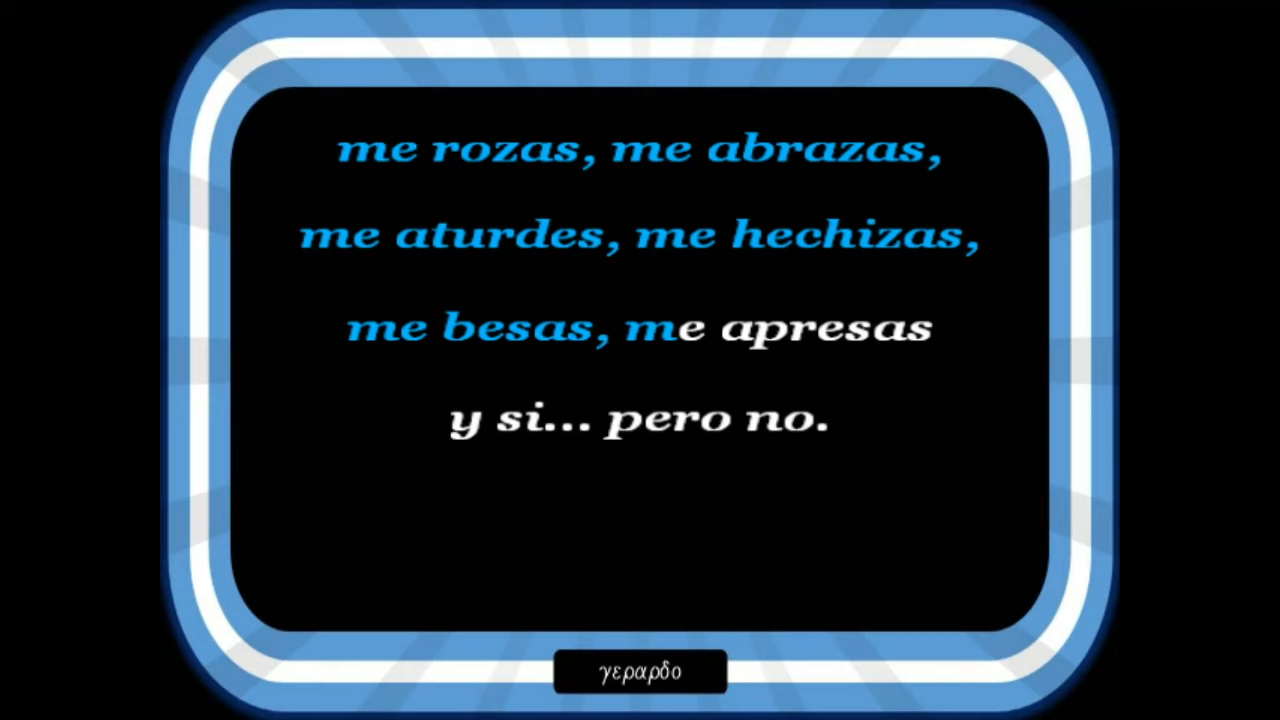 me rozas, me abrazas,
me aturdes, me hechizas,
me besas, me apresas
y si... pero no.
γεραρδο